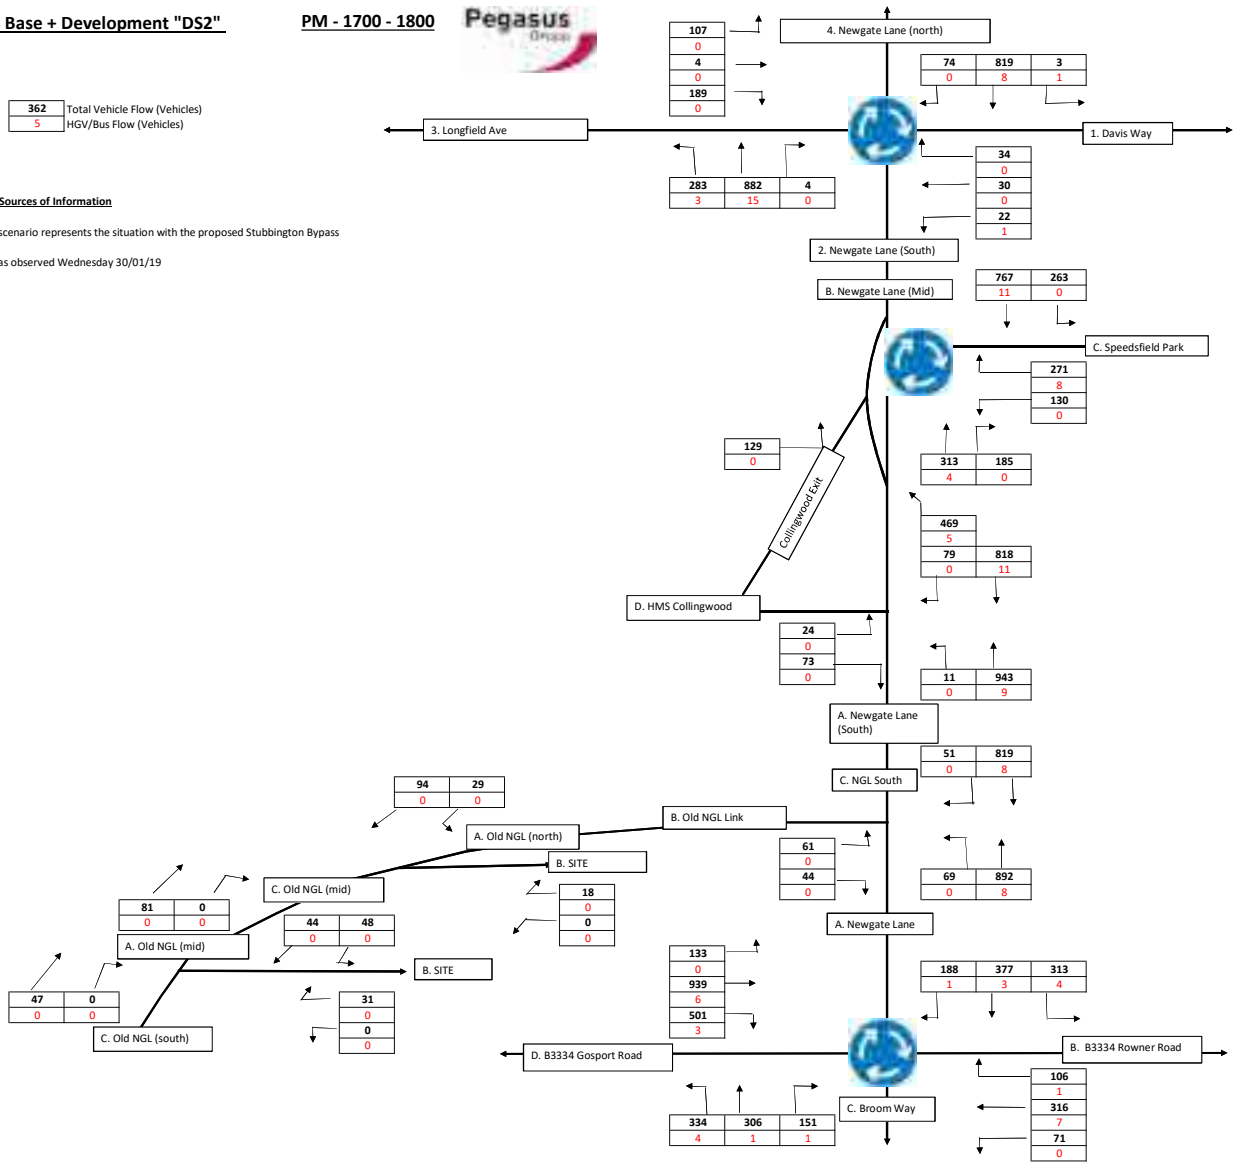 Base + Development "DS2"
PM - 1700 - 1800
Pegasus
Group
107
0
4
0
189
0
4. Newgate Lane (north)
74 819 3
0 8 1
362 Total Vehicle Flow (Vehicles)
5 HGV/Bus Flow (Vehicles)
3. Longfield Ave
1. Davis Way
283 882 4
3 15 0
34
0
30
0
22
1
Sources of Information
scenario represents the situation with the proposed Stubbington Bypass
as observed Wednesday 30/01/19
2. Newgate Lane (South)
B. Newgate Lane (Mid)
767 263
11 0
C. Speedsfield Park
271
8
130
0
129
0
313 185
4 0
Collingwood Exit
469
5
79 818
0 11
D. HMS Collingwood
24
0
73
0
11 943
0 9
A. Newgate Lane
(South)
51 819
0 8
C. NGL South
94 29
0 0
B. Old NGL Link
A. Old NGL (north)
B. SITE
61
0
44
0
69 892
0 8
C. Old NGL (mid)
18
0
0
0
81 0
0 0
44 48
0 0
A. Newgate Lane
A. Old NGL (mid)
B. SITE
47 0
0 0
31
0
0
0
C. Old NGL (south)
133
0
939
6
501
3
188 377 313
1 3 4
D. B3334 Gosport Road
B. B3334 Rowner Road
334 306 151
4 1 1
C. Broom Way
106
1
316
7
71
0